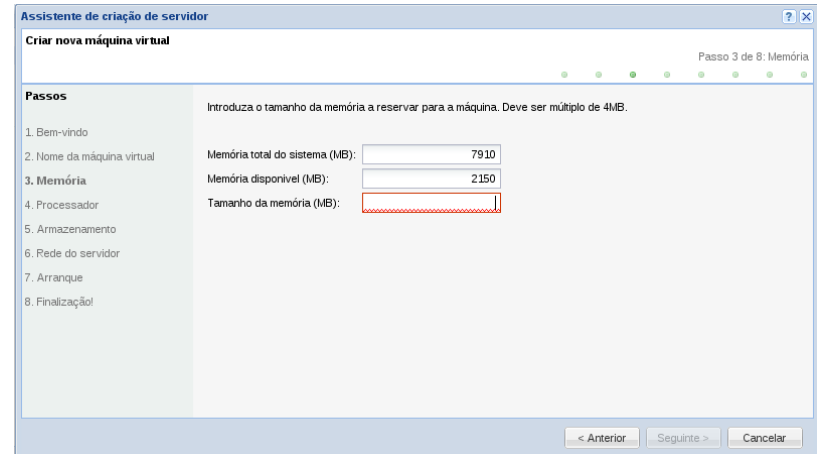 Assistente de criação de servidor
Criar nova máquina virtual
Passo 3 de 8: Memória
Passos
Introduza o tamanho da memória a reservar para a máquina. Deve ser múltiplo de 4MB.
1. Bem-vindo
2. Nome da máquina virtual
Memória total do sistema (MB): 7910
3. Memória
Memória disponivel (MB): 2150
4. Processador
Tamanho da memória (MB):
5. Armazenamento
6. Rede do servidor
7. Arranque
8. Finalização!
< Anterior
Seguinte >
Cancelar